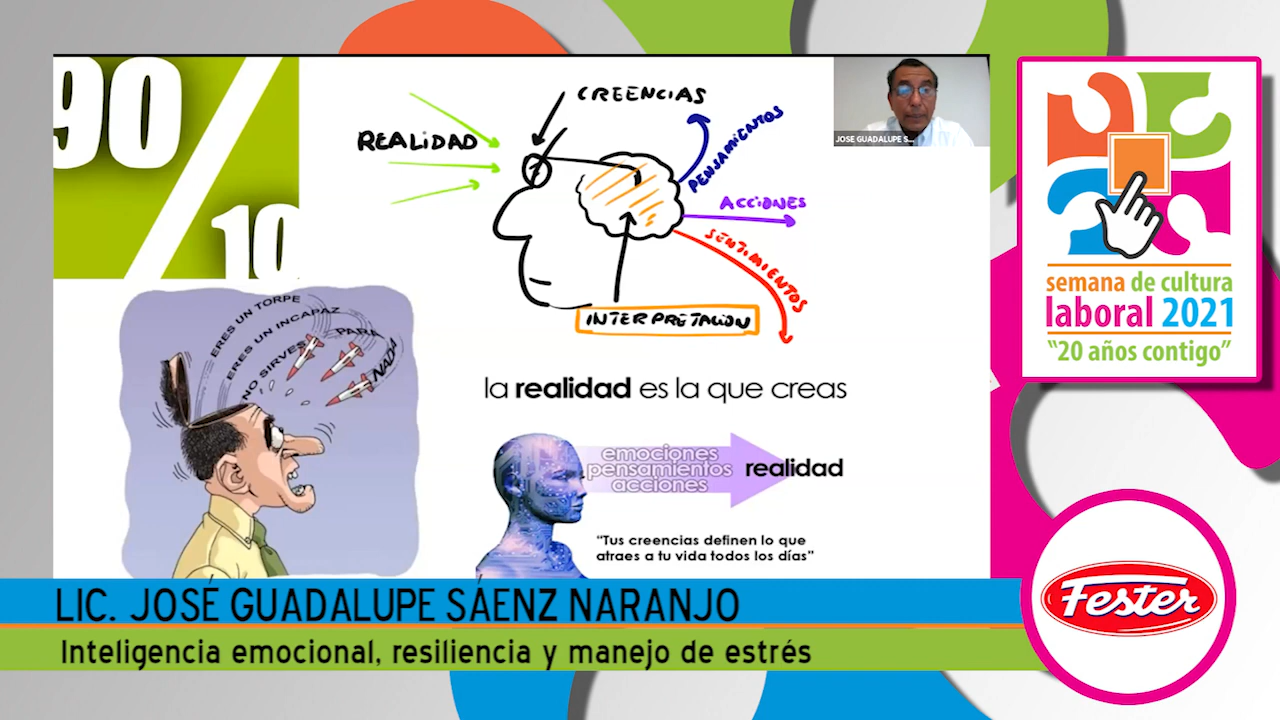 90/10
CREENCIAS
REALIDAD
PENSAMIENTOS
ACCIONES
SENTIMIENTOS
INTERPRETACION
JOSE GUADALUPE S...
ERES UN TORPE
ERES UN INCAPAZ
NO SIRVES PARA NADA
la realidad es la que creas
emociones
pensamientos
acciones
realidad
“Tus creencias definen lo que
atraes a tu vida todos los días”
semana de cultura
laboral 2021
“20 años contigo”
Fester
LIC. JOSÉ GUADALUPE SÁENZ NARANJO
Inteligencia emocional, resiliencia y manejo de estrés